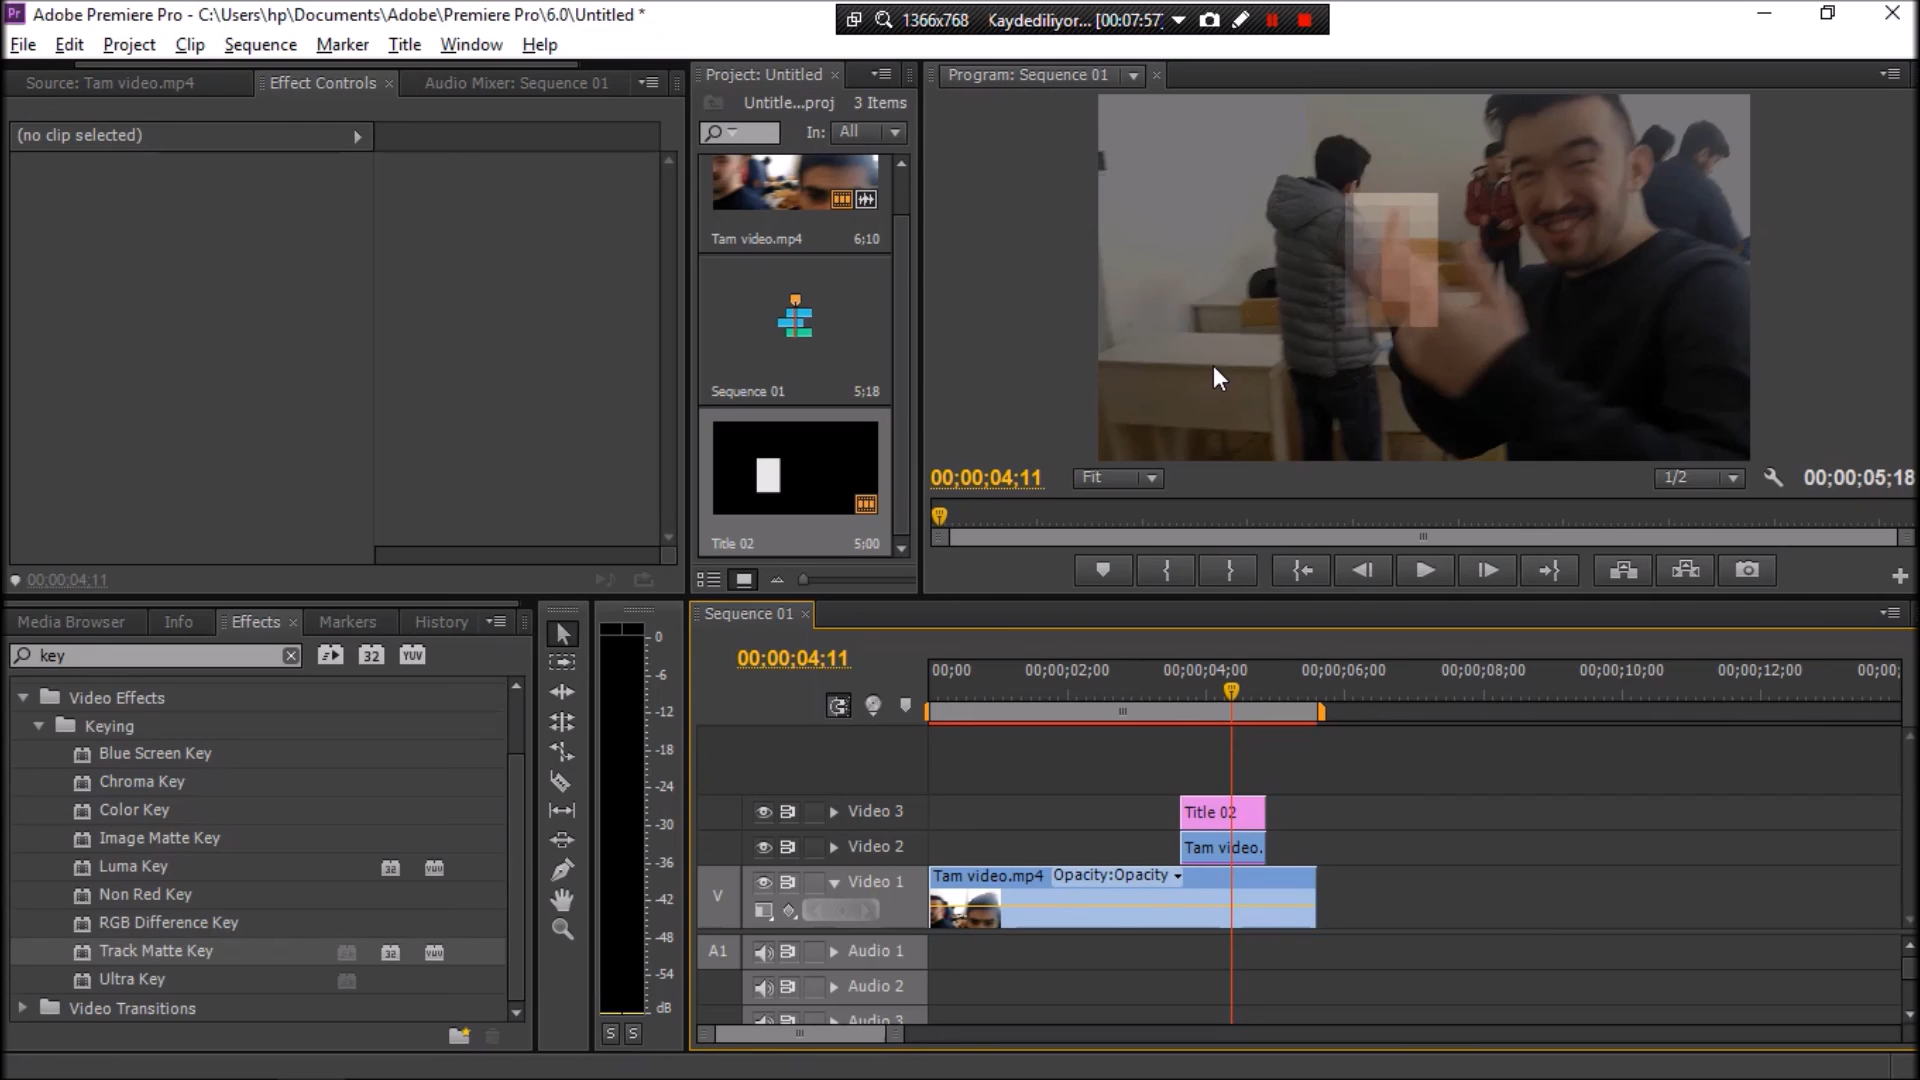 Adobe Premiere Pro - C:\Users\hp\Documents\Adobe\Premiere Pro\6.0\Untitled *
1366x768 Kaydediliyor... [00:07:57]
File Edit Project Clip Sequence Marker Title Window Help
Source: Tam video.mp4 Effect Controls Audio Mixer: Sequence 01
(no clip selected)
00;00;04;11
Project: Untitled
Untitle...proj 3 Items
In: All
Tam video.mp4 6;10
Sequence 01 5;18
Title 02 5;00
Program: Sequence 01
00;00;04;11 Fit 1/2 00;00;05;18
Media Browser Info Effects Markers History
key
32 YUV
Video Effects
Keying
Blue Screen Key
Chroma Key
Color Key
Image Matte Key
Luma Key 32 YUV
Non Red Key
RGB Difference Key
Track Matte Key 32 YUV
Ultra Key
Video Transitions
0
-6
-12
-18
-24
-30
-36
-42
-48
-54
dB
S S
Sequence 01
00;00;04;11
00;00 00;00;02;00 00;00;04;00 00;00;06;00 00;00;08;00 00;00;10;00 00;00;12;00 00;00;
Video 3 Title 02
Video 2 Tam video.
V Video 1 Tam video.mp4 Opacity:Opacity
A1 Audio 1
Audio 2
Audio 3